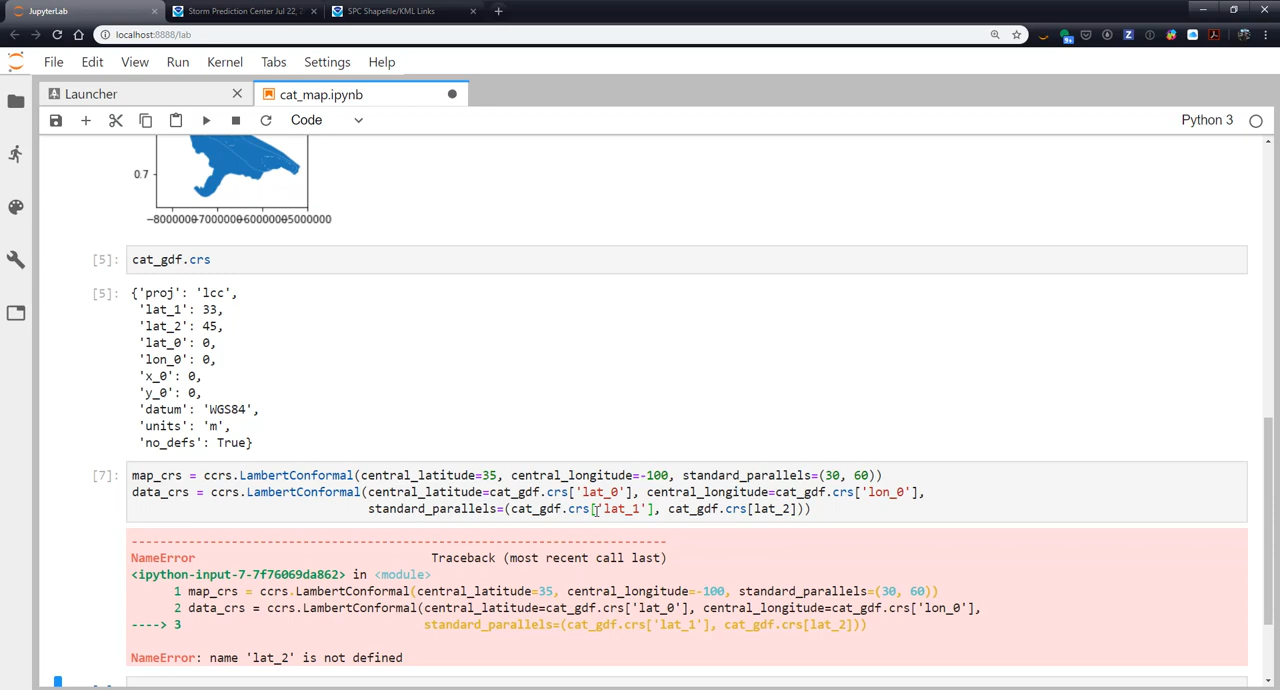 JupyterLab
Storm Prediction Center Jul 22, 2
SPC Shapefile/KML Links
localhost:8888/lab
File Edit View Run Kernel Tabs Settings Help
Launcher
cat_map.ipynb
Code
Python 3
0.7
−8000000−7000000−6000000−5000000
[5]: cat_gdf.crs
[5]: {'proj': 'lcc',
'lat_1': 33,
'lat_2': 45,
'lat_0': 0,
'lon_0': 0,
'x_0': 0,
'y_0': 0,
'datum': 'WGS84',
'units': 'm',
'no_defs': True}
[7]: map_crs = ccrs.LambertConformal(central_latitude=35, central_longitude=-100, standard_parallels=(30, 60))
data_crs = ccrs.LambertConformal(central_latitude=cat_gdf.crs['lat_0'], central_longitude=cat_gdf.crs['lon_0'],
standard_parallels=(cat_gdf.crs['lat_1'], cat_gdf.crs[lat_2]))
---------------------------------------------------------------------------
NameError Traceback (most recent call last)
<ipython-input-7-7f76069da862> in <module>
1 map_crs = ccrs.LambertConformal(central_latitude=35, central_longitude=-100, standard_parallels=(30, 60))
2 data_crs = ccrs.LambertConformal(central_latitude=cat_gdf.crs['lat_0'], central_longitude=cat_gdf.crs['lon_0'],
----> 3 standard_parallels=(cat_gdf.crs['lat_1'], cat_gdf.crs[lat_2]))
NameError: name 'lat_2' is not defined